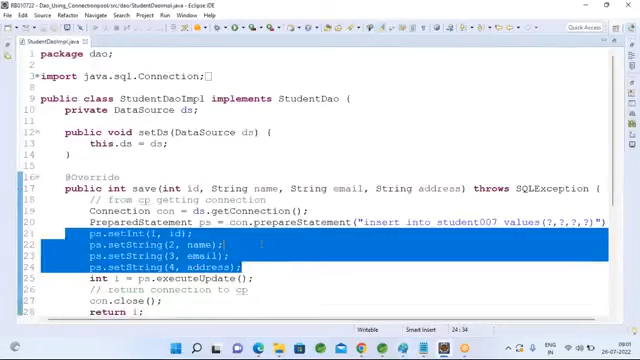 RB010722 - Dao_Using_Connectionpool/src/dao/StudentDaoImpl.java - Eclipse IDE
File Edit Source Refactor Navigate Search Project Run Window Help
Quick Access
StudentDaoImpl.java
1 package dao;
2
3 import java.sql.Connection;
8
9 public class StudentDaoImpl implements StudentDao {
10 private DataSource ds;
11
12 public void setDs(DataSource ds) {
13 this.ds = ds;
14 }
15
16 @Override
17 public int save(int id, String name, String email, String address) throws SQLException {
18 // from cp getting connection
19 Connection con = ds.getConnection();
20 PreparedStatement ps = con.prepareStatement("insert into student007 values(?,?,?,?)")
21 ps.setInt(1, id);
22 ps.setString(2, name);
23 ps.setString(3, email);
24 ps.setString(4, address);
25 int i = ps.executeUpdate();
26 // return connection to cp
27 con.close();
28 return i;
Writable Smart Insert 24 : 34
ENG
IN
09:01
26-07-2022